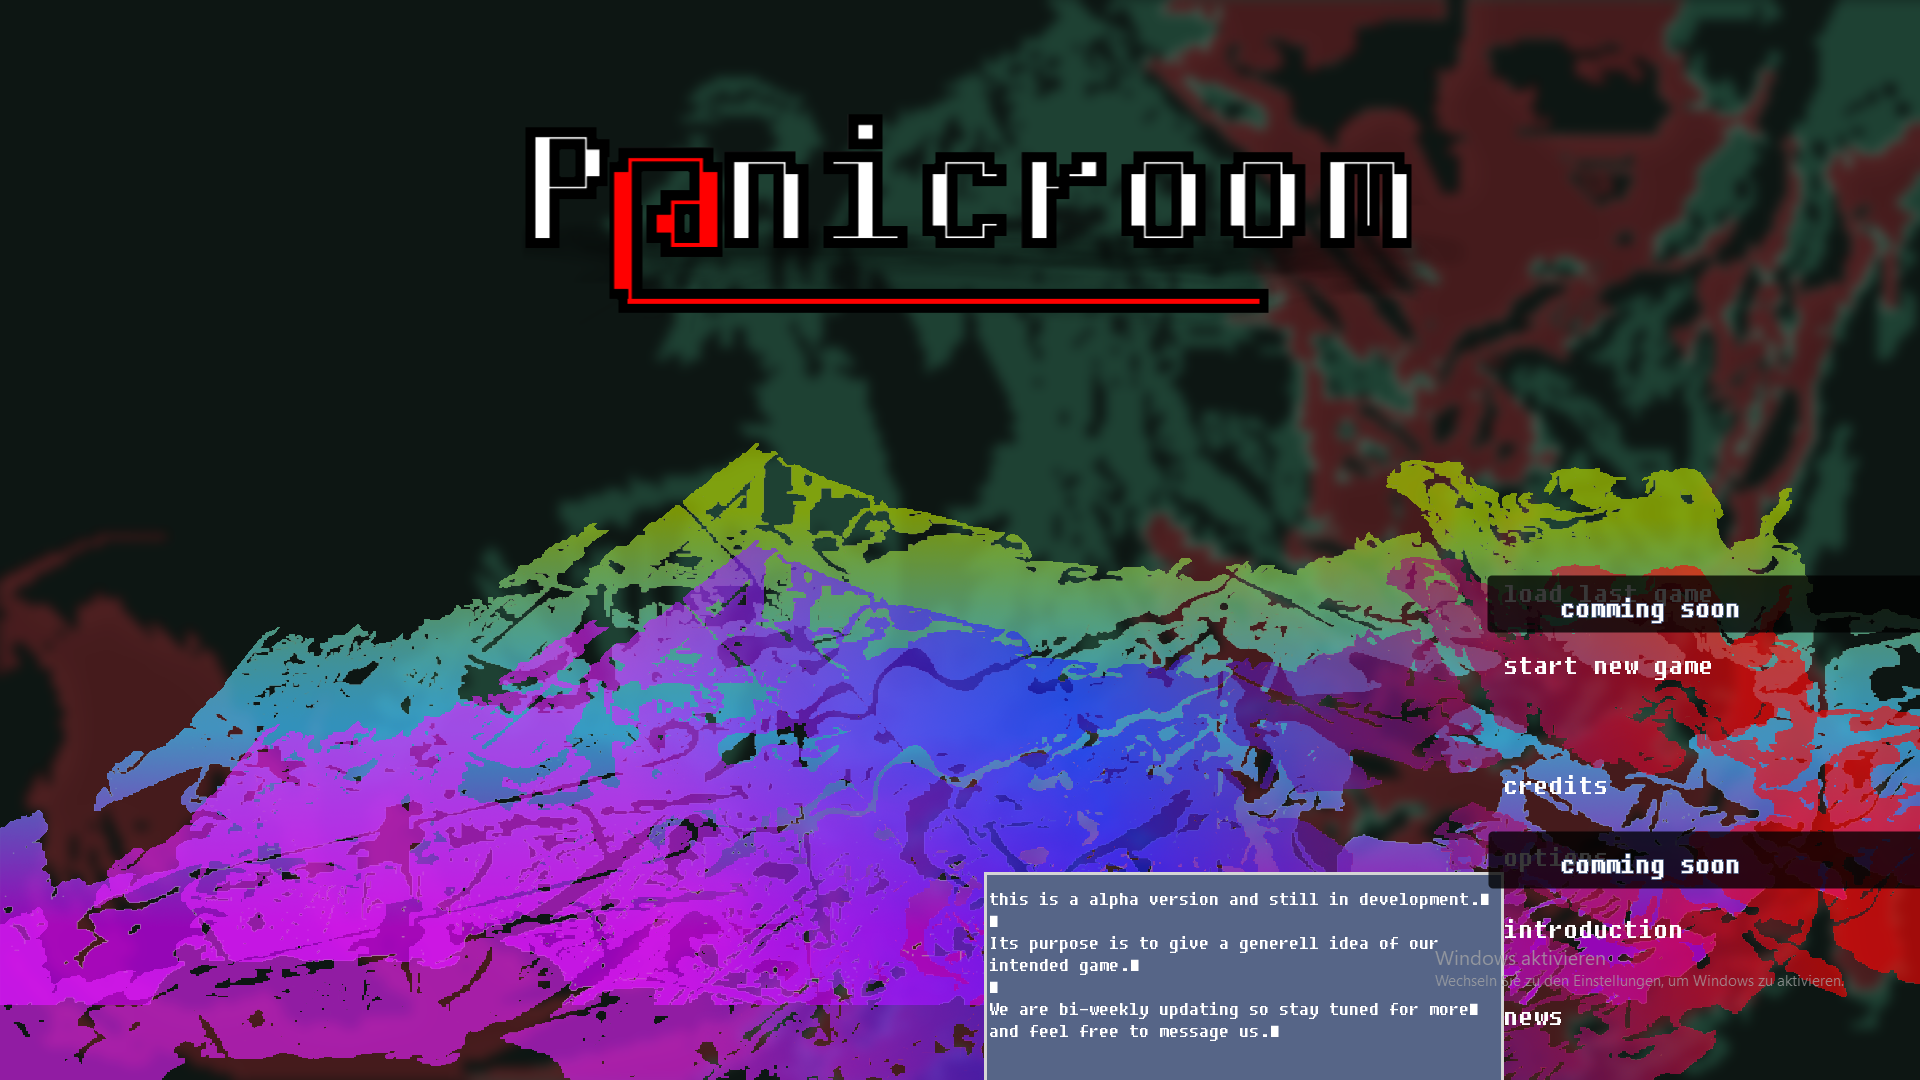 Panicroom
load last game
comming soon
start new game
credits
options
comming soon
this is a alpha version and still in development.
Its purpose is to give a generell idea of our
intended game.
We are bi-weekly updating so stay tuned for more
and feel free to message us.
introduction
Windows aktivieren
Wechseln Sie zu den Einstellungen, um Windows zu aktivieren.
news